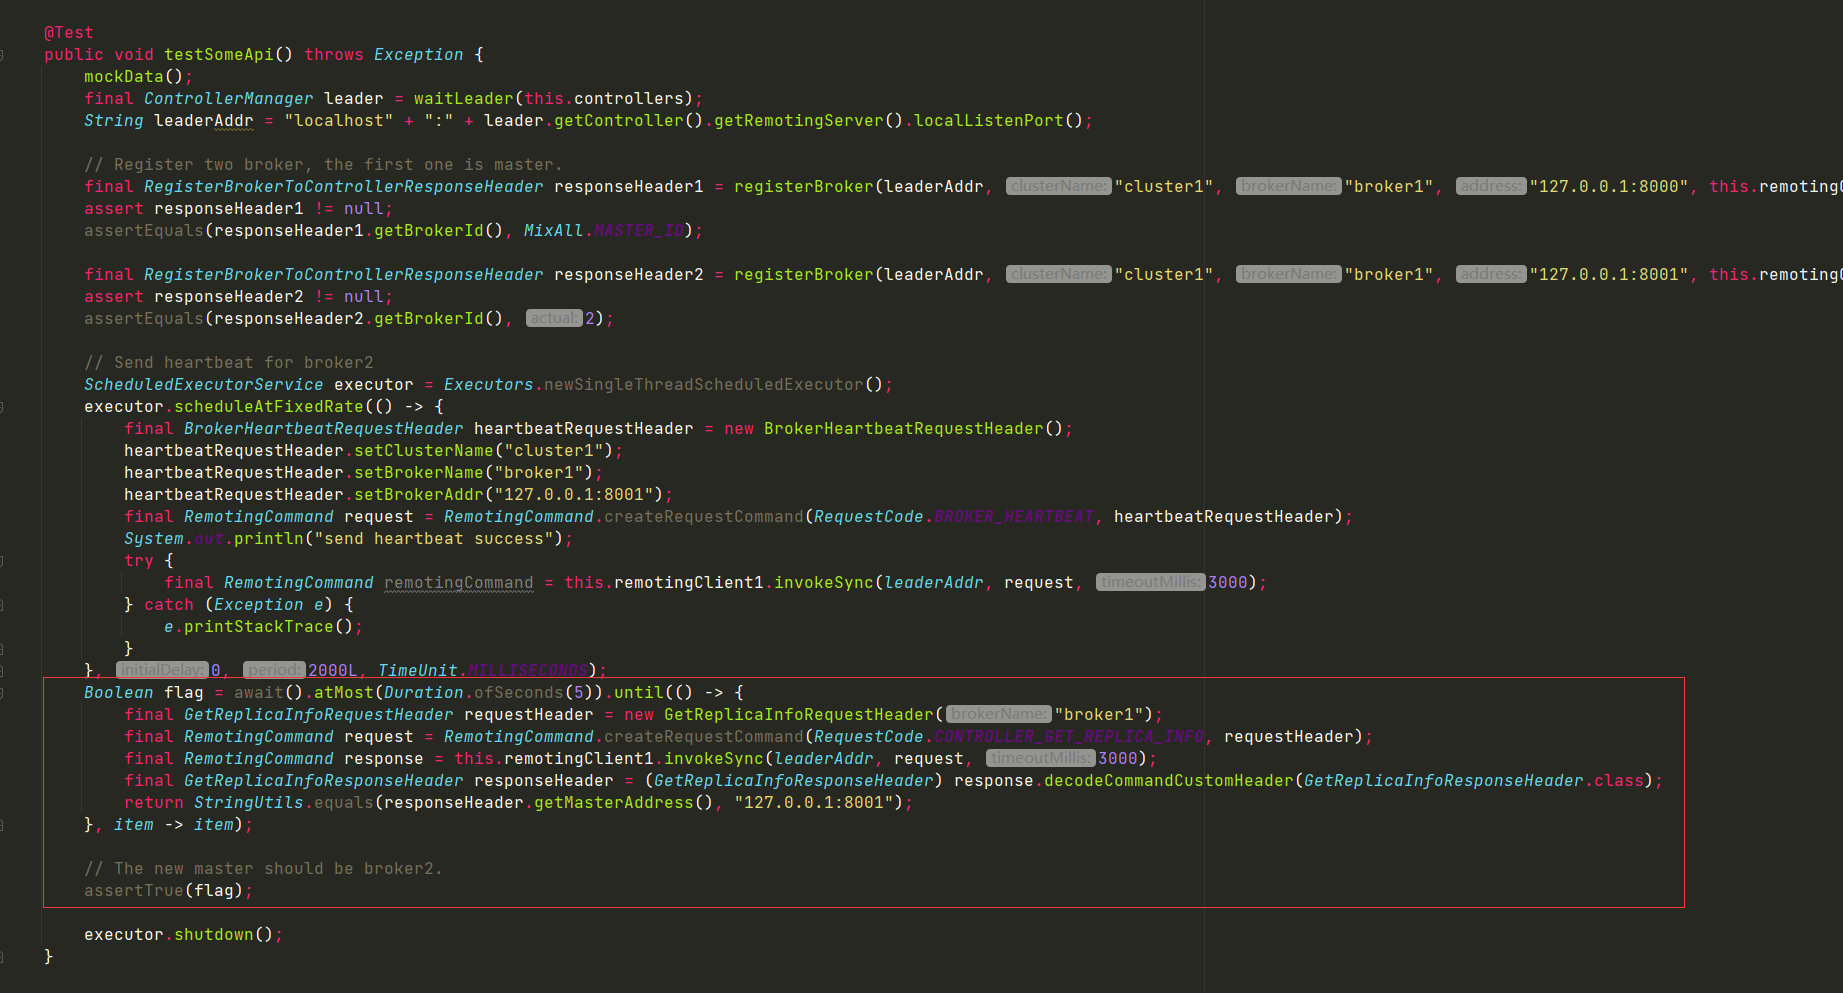 @Test
public void testSomeApi() throws Exception {
mockData();
final ControllerManager leader = waitLeader(this.controllers);
String leaderAddr = "localhost" + ":" + leader.getController().getRemotingServer().localListenPort();
// Register two broker, the first one is master.
final RegisterBrokerToControllerResponseHeader responseHeader1 = registerBroker(leaderAddr, clusterName: "cluster1", brokerName: "broker1", address: "127.0.0.1:8000", this.remoting
assert responseHeader1 != null;
assertEquals(responseHeader1.getBrokerId(), MixAll.MASTER_ID);
final RegisterBrokerToControllerResponseHeader responseHeader2 = registerBroker(leaderAddr, clusterName: "cluster1", brokerName: "broker1", address: "127.0.0.1:8001", this.remoting
assert responseHeader2 != null;
assertEquals(responseHeader2.getBrokerId(), actual: 2);
// Send heartbeat for broker2
ScheduledExecutorService executor = Executors.newSingleThreadScheduledExecutor();
executor.scheduleAtFixedRate(() -> {
final BrokerHeartbeatRequestHeader heartbeatRequestHeader = new BrokerHeartbeatRequestHeader();
heartbeatRequestHeader.setClusterName("cluster1");
heartbeatRequestHeader.setBrokerName("broker1");
heartbeatRequestHeader.setBrokerAddr("127.0.0.1:8001");
final RemotingCommand request = RemotingCommand.createRequestCommand(RequestCode.BROKER_HEARTBEAT, heartbeatRequestHeader);
System.out.println("send heartbeat success");
try {
final RemotingCommand remotingCommand = this.remotingClient1.invokeSync(leaderAddr, request, timeoutMillis: 3000);
} catch (Exception e) {
e.printStackTrace();
}
}, initialDelay: 0, period: 2000L, TimeUnit.MILLISECONDS);
Boolean flag = await().atMost(Duration.ofSeconds(5)).until(() -> {
final GetReplicaInfoRequestHeader requestHeader = new GetReplicaInfoRequestHeader( brokerName: "broker1");
final RemotingCommand request = RemotingCommand.createRequestCommand(RequestCode.CONTROLLER_GET_REPLICA_INFO, requestHeader);
final RemotingCommand response = this.remotingClient1.invokeSync(leaderAddr, request, timeoutMillis: 3000);
final GetReplicaInfoResponseHeader responseHeader = (GetReplicaInfoResponseHeader) response.decodeCommandCustomHeader(GetReplicaInfoResponseHeader.class);
return StringUtils.equals(responseHeader.getMasterAddress(), "127.0.0.1:8001");
}, item -> item);
// The new master should be broker2.
assertTrue(flag);
executor.shutdown();
}